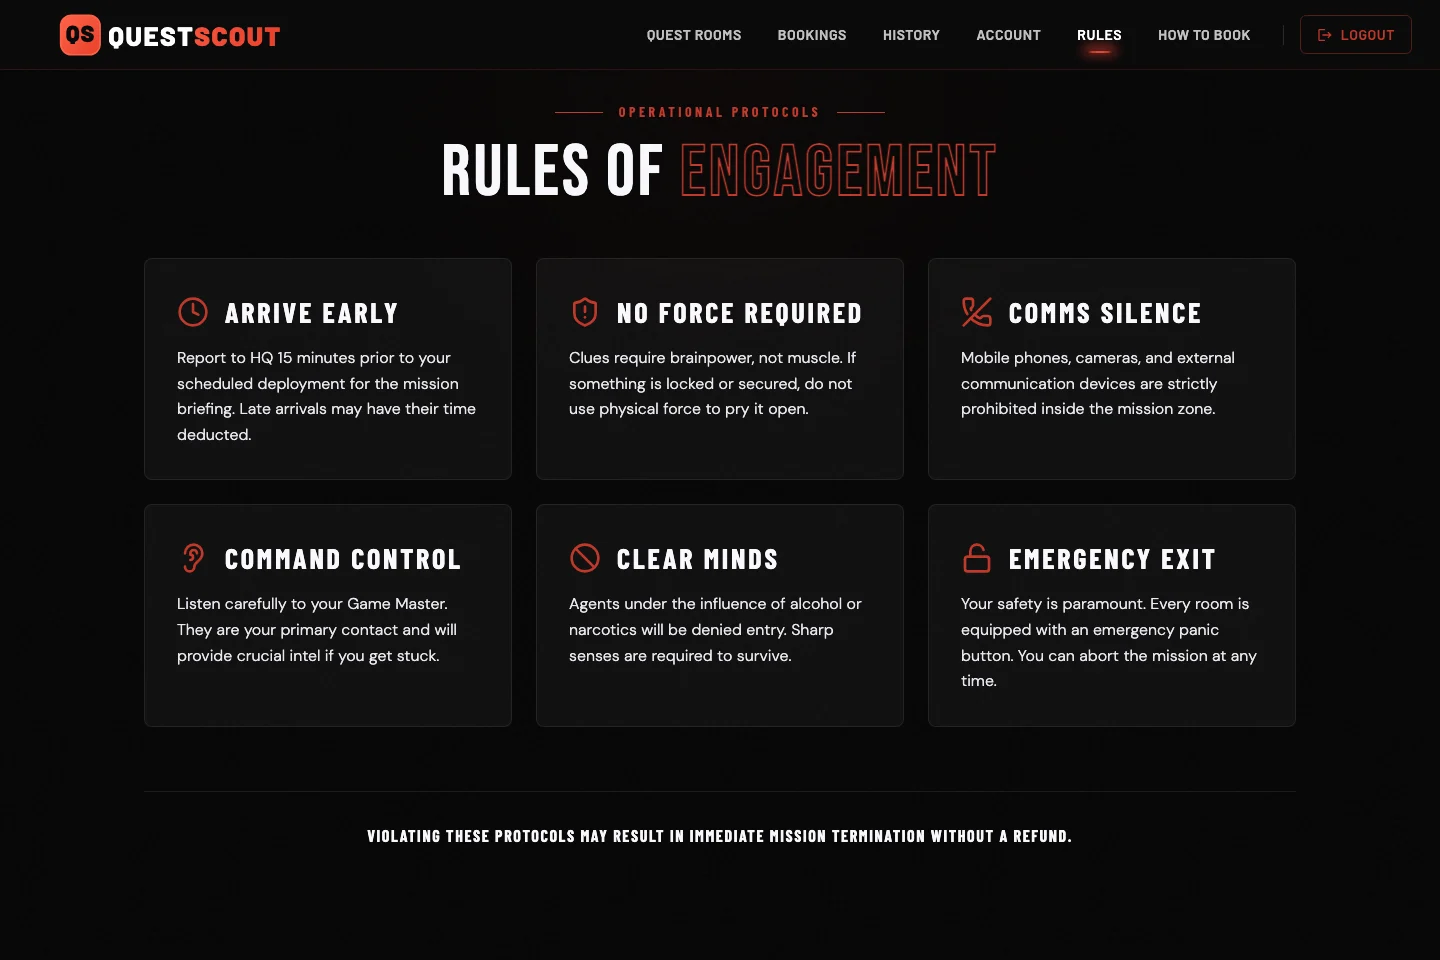 QS QUESTSCOUT
QUEST ROOMS BOOKINGS HISTORY ACCOUNT RULES HOW TO BOOK LOGOUT
OPERATIONAL PROTOCOLS
RULES OF ENGAGEMENT
ARRIVE EARLY
Report to HQ 15 minutes prior to your
scheduled deployment for the mission
briefing. Late arrivals may have their time
deducted.
NO FORCE REQUIRED
Clues require brainpower, not muscle. If
something is locked or secured, do not
use physical force to pry it open.
COMMS SILENCE
Mobile phones, cameras, and external
communication devices are strictly
prohibited inside the mission zone.
COMMAND CONTROL
Listen carefully to your Game Master.
They are your primary contact and will
provide crucial intel if you get stuck.
CLEAR MINDS
Agents under the influence of alcohol or
narcotics will be denied entry. Sharp
senses are required to survive.
EMERGENCY EXIT
Your safety is paramount. Every room is
equipped with an emergency panic
button. You can abort the mission at any
time.
VIOLATING THESE PROTOCOLS MAY RESULT IN IMMEDIATE MISSION TERMINATION WITHOUT A REFUND.